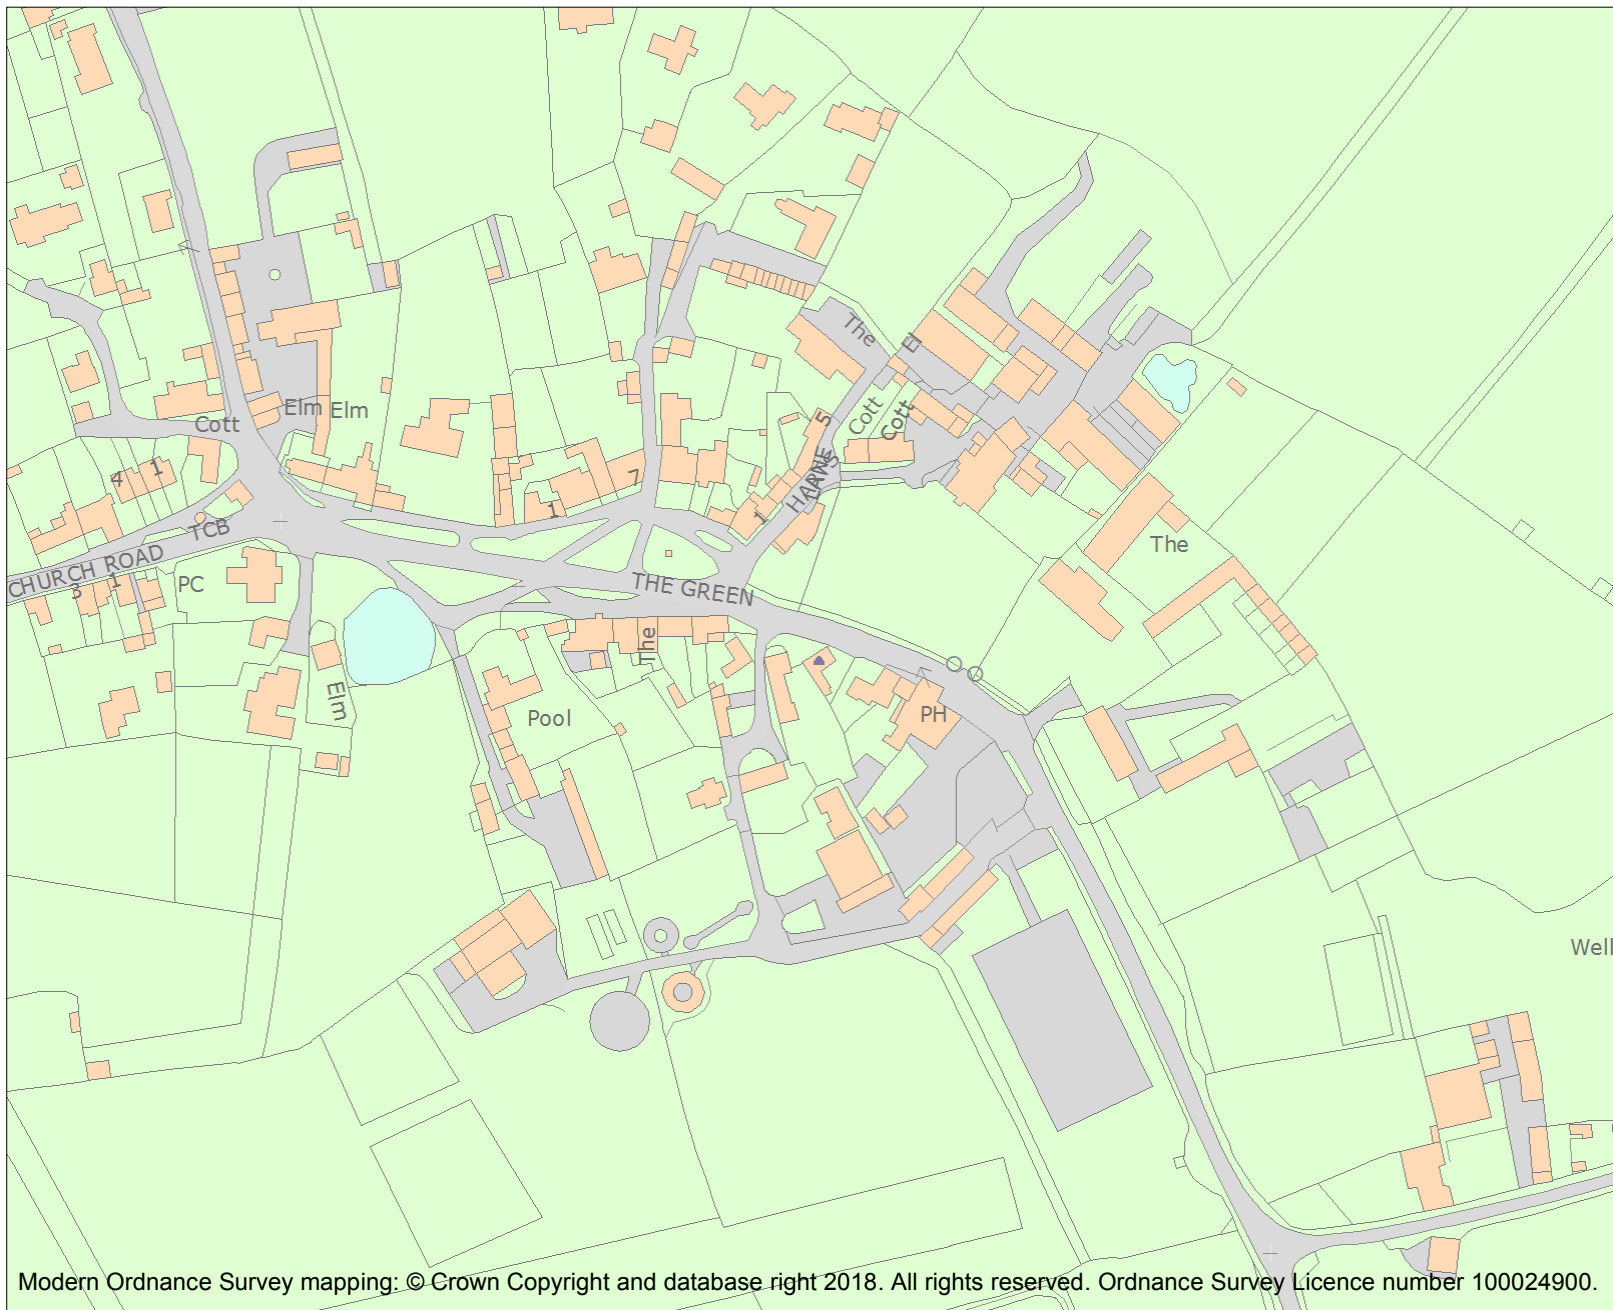 The
El
Cott
Cott
5
Elm Elm
Cott
4
1
7
1
1
HARNE
TCB
CHURCH ROAD
PC
3
1
THE GREEN
The
The
Elm
Pool
PH
Well
Modern Ordnance Survey mapping: © Crown Copyright and database right 2018. All rights reserved. Ordnance Survey Licence number 100024900.